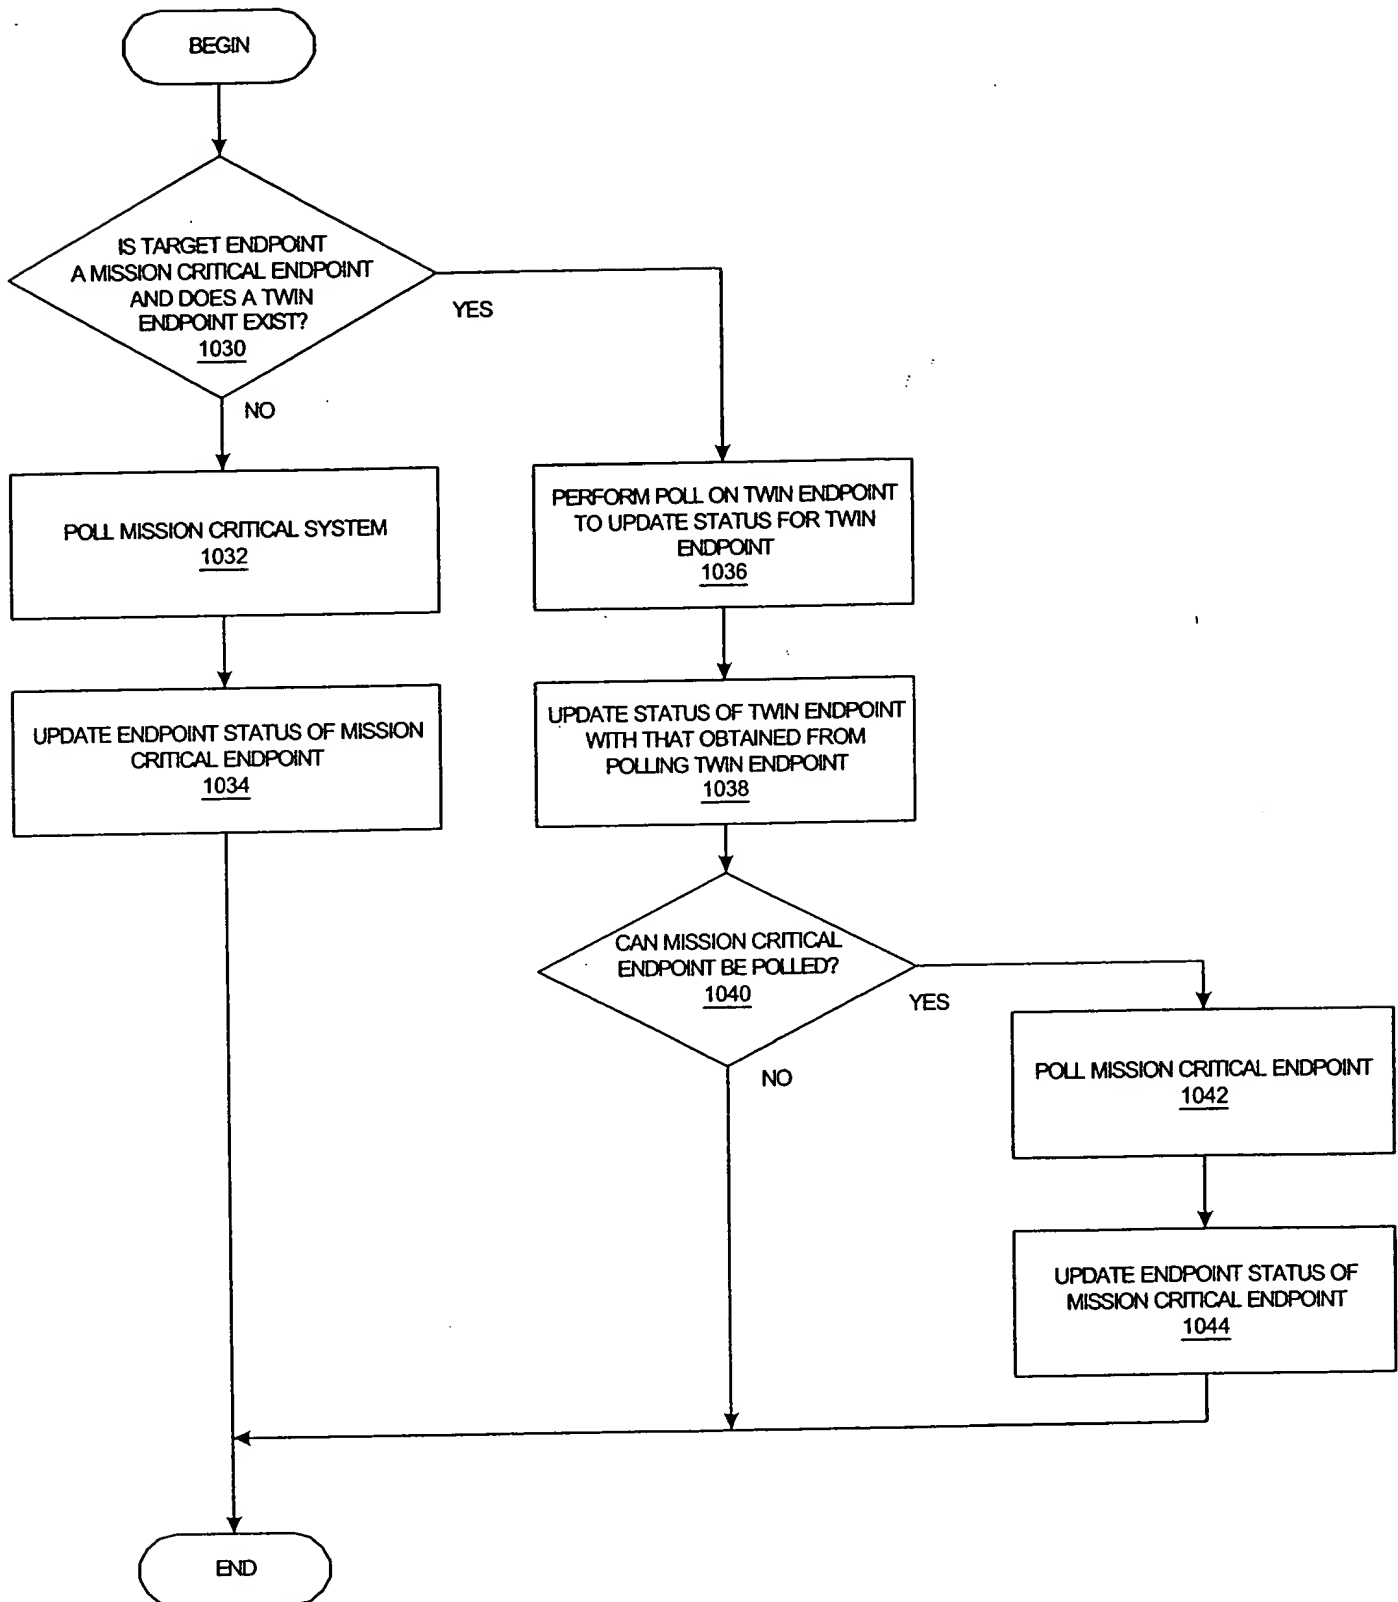 BEGIN
IS TARGET ENDPOINT
A MISSION CRITICAL ENDPOINT
AND DOES A TWIN
ENDPOINT EXIST?
1030
YES
NO
POLL MISSION CRITICAL SYSTEM
1032
PERFORM POLL ON TWIN ENDPOINT
TO UPDATE STATUS FOR TWIN
ENDPOINT
1036
UPDATE ENDPOINT STATUS OF MISSION
CRITICAL ENDPOINT
1034
UPDATE STATUS OF TWIN ENDPOINT
WITH THAT OBTAINED FROM
POLLING TWIN ENDPOINT
1038
CAN MISSION CRITICAL
ENDPOINT BE POLLED?
1040
YES
NO
POLL MISSION CRITICAL ENDPOINT
1042
UPDATE ENDPOINT STATUS OF
MISSION CRITICAL ENDPOINT
1044
END